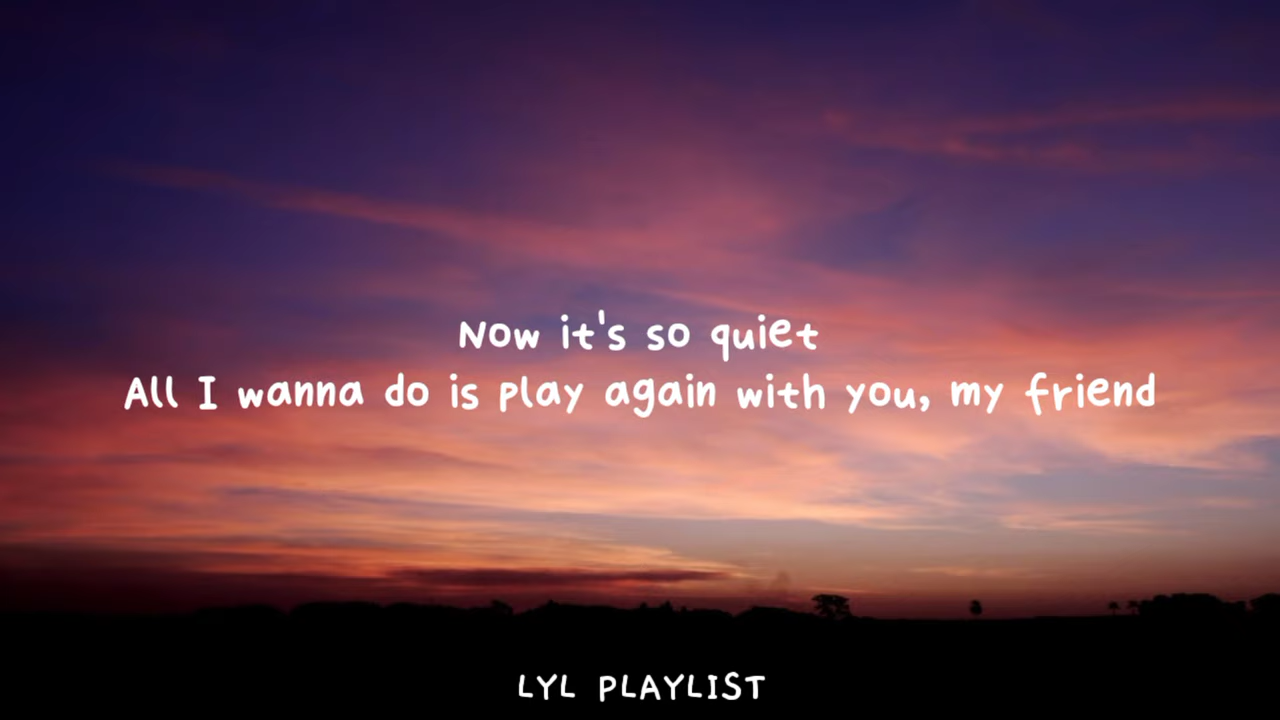 Now it's so quiet
All I wanna do is play again with you, my friend
LYL PLAYLIST